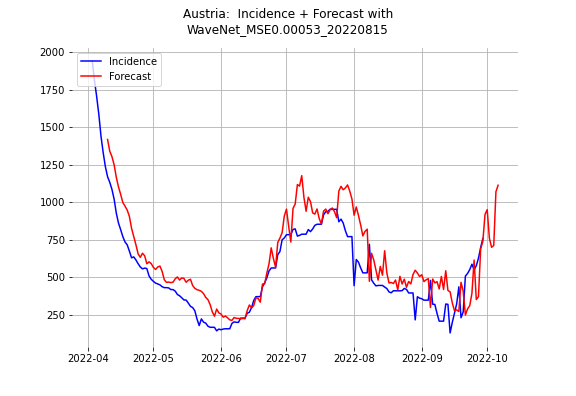 Austria:  Incidence + Forecast with
WaveNet_MSE0.00053_20220815
2000
1750
1500
1250
1000
750
500
250
Incidence
Forecast
2022-04 2022-05 2022-06 2022-07 2022-08 2022-09 2022-10